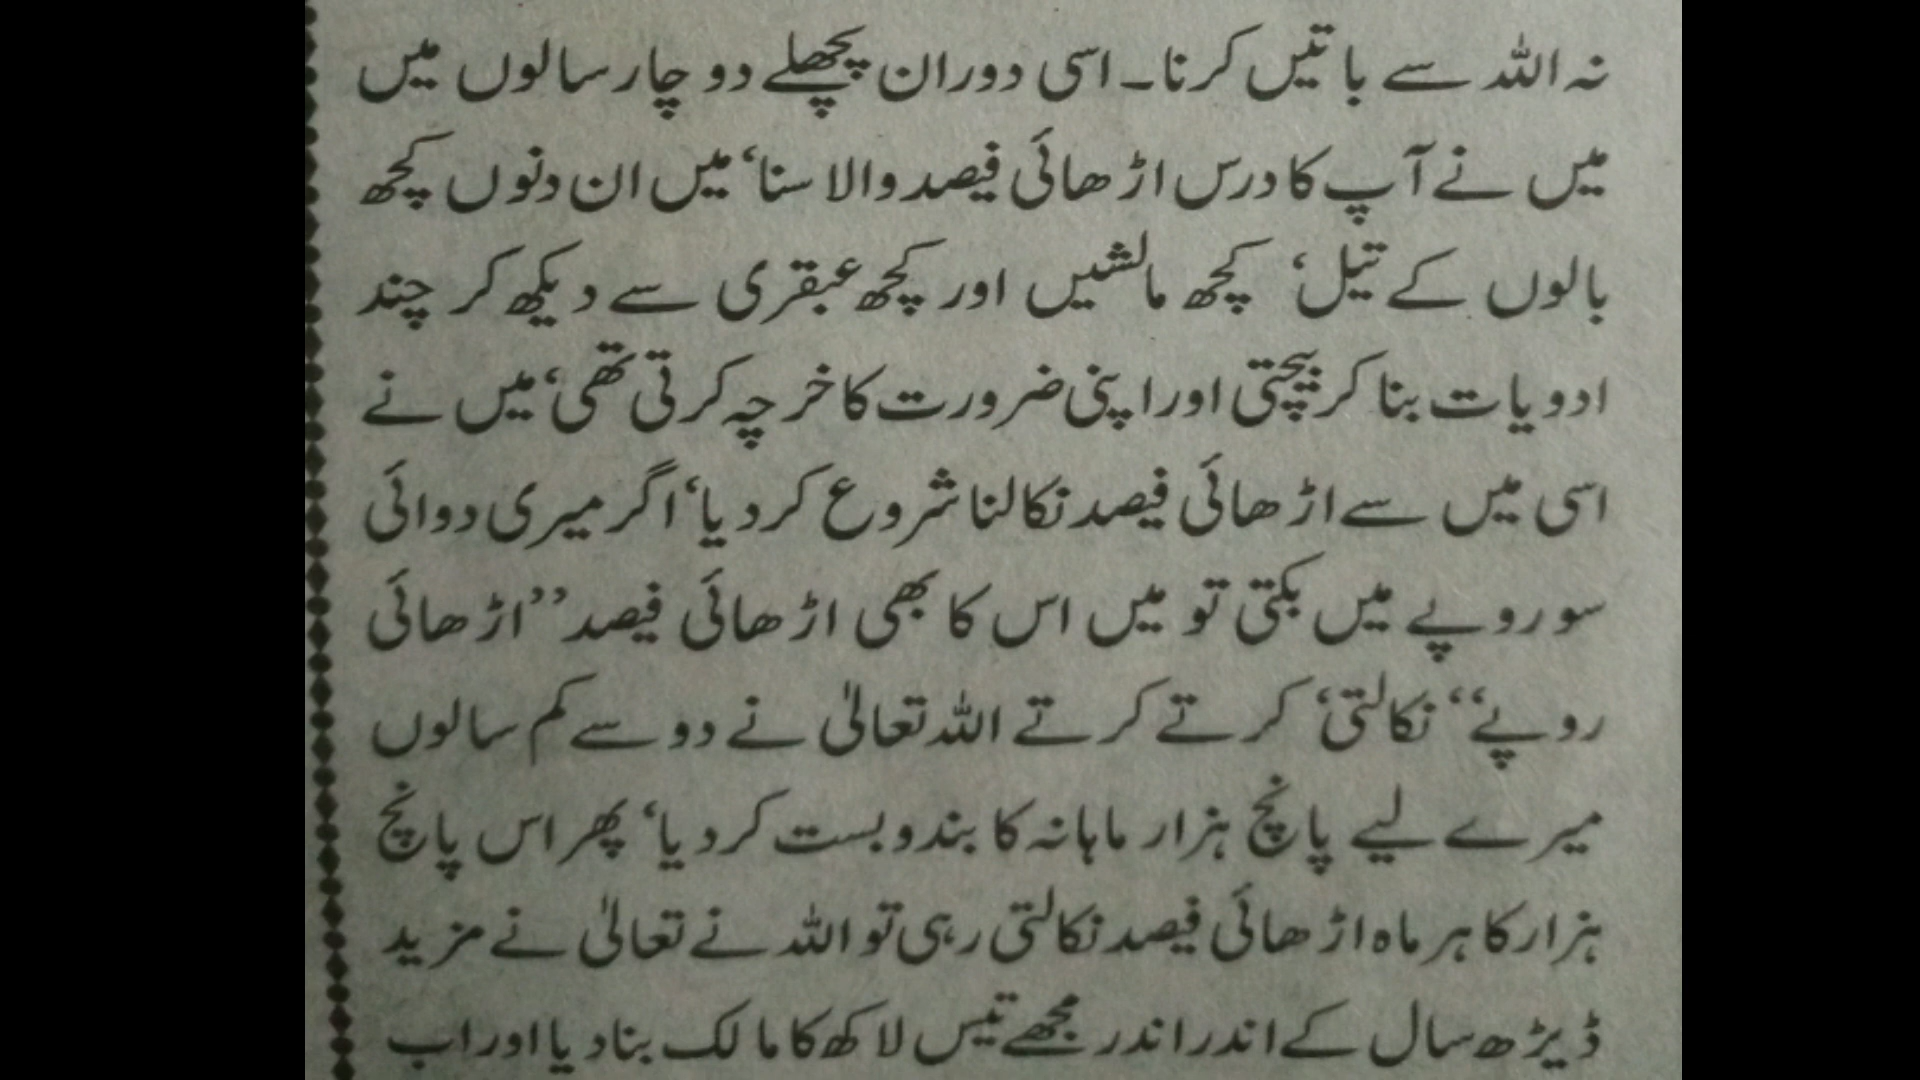 نہ اللہ سے باتیں کرنا۔ اسی دوران پچھلے دو چار سالوں میں
میں نے آپ کا درس اڑھائی فیصد والا سنا‘ میں ان دنوں کچھ
بالوں کے تیل‘ کچھ مالشیں اور کچھ عبقری سے دیکھ کر چند
ادویات بنا کر بیچتی اور اپنی ضرورت کا خرچہ کرتی تھی‘ میں نے
اسی میں سے اڑھائی فیصد نکالنا شروع کردیا‘ اگر میری دوائی
سو روپے میں بکتی تو میں اس کا بھی اڑھائی فیصد ’’اڑھائی
روپے‘‘ نکالتی‘ کرتے کرتے اللہ تعالیٰ نے دو سے کم سالوں
میرے لیے پانچ ہزار ماہانہ کا بندوبست کردیا‘ پھر اس پانچ
ہزار کا ہر ماہ اڑھائی فیصد نکالتی رہی تو اللہ نے تعالیٰ نے مزید
ڈیڑھ سال کے اندر اندر مجھے تیس لاکھ کا مالک بنادیا اور اب